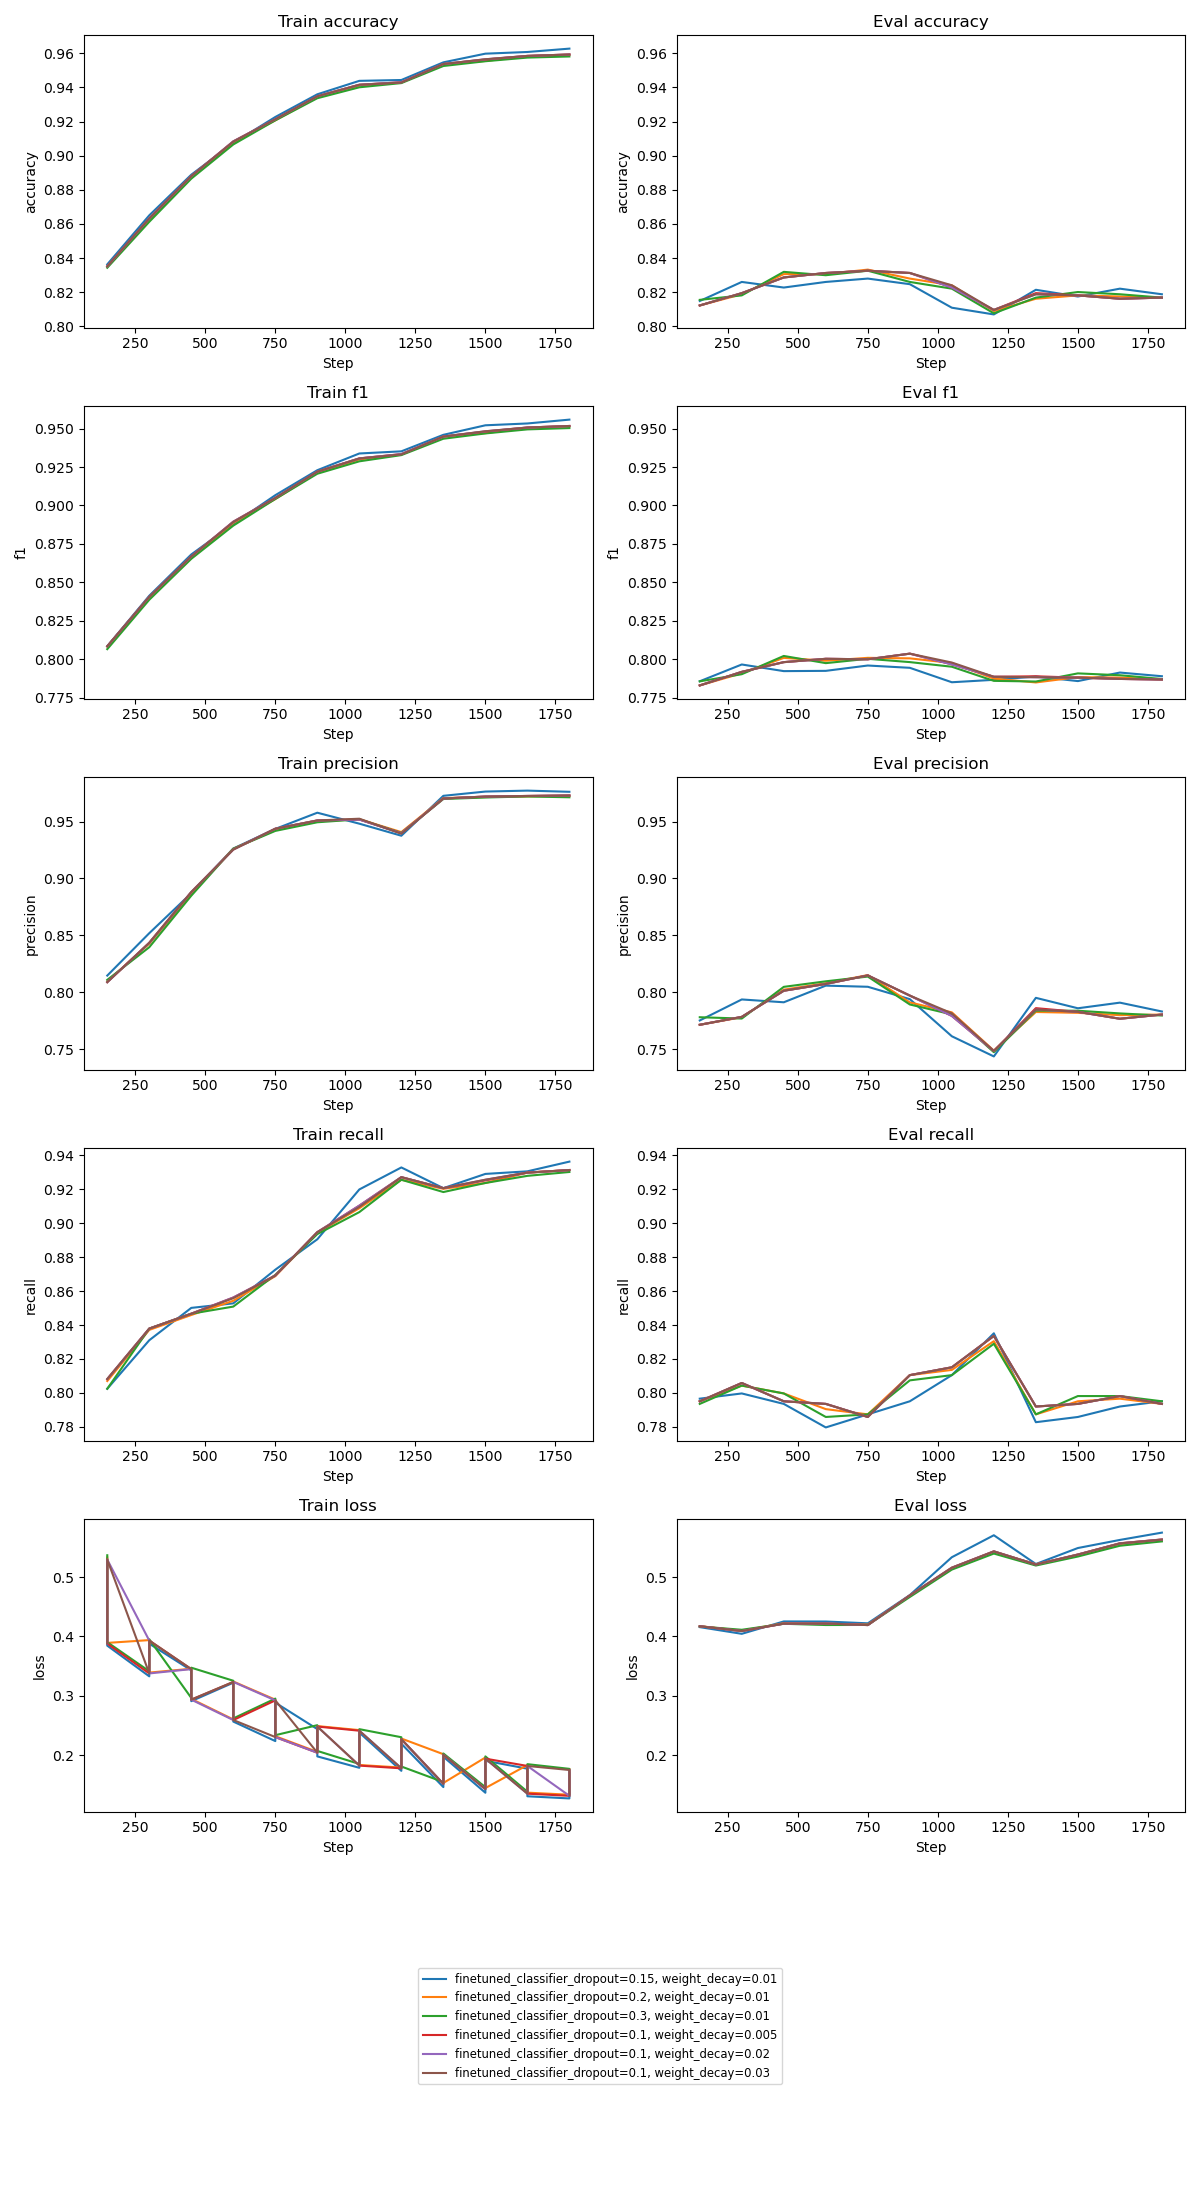 Train accuracy
accuracy
0.96
0.94
0.92
0.90
0.88
0.86
0.84
0.82
0.80
250 500 750 1000 1250 1500 1750
Step
Eval accuracy
accuracy
0.96
0.94
0.92
0.90
0.88
0.86
0.84
0.82
0.80
250 500 750 1000 1250 1500 1750
Step
Train f1
f1
0.950
0.925
0.900
0.875
0.850
0.825
0.800
0.775
250 500 750 1000 1250 1500 1750
Step
Eval f1
f1
0.950
0.925
0.900
0.875
0.850
0.825
0.800
0.775
250 500 750 1000 1250 1500 1750
Step
Train precision
precision
0.95
0.90
0.85
0.80
0.75
250 500 750 1000 1250 1500 1750
Step
Eval precision
precision
0.95
0.90
0.85
0.80
0.75
250 500 750 1000 1250 1500 1750
Step
Train recall
recall
0.94
0.92
0.90
0.88
0.86
0.84
0.82
0.80
0.78
250 500 750 1000 1250 1500 1750
Step
Eval recall
recall
0.94
0.92
0.90
0.88
0.86
0.84
0.82
0.80
0.78
250 500 750 1000 1250 1500 1750
Step
Train loss
loss
0.5
0.4
0.3
0.2
250 500 750 1000 1250 1500 1750
Step
Eval loss
loss
0.5
0.4
0.3
0.2
250 500 750 1000 1250 1500 1750
Step
finetuned_classifier_dropout=0.15, weight_decay=0.01
finetuned_classifier_dropout=0.2, weight_decay=0.01
finetuned_classifier_dropout=0.3, weight_decay=0.01
finetuned_classifier_dropout=0.1, weight_decay=0.005
finetuned_classifier_dropout=0.1, weight_decay=0.02
finetuned_classifier_dropout=0.1, weight_decay=0.03